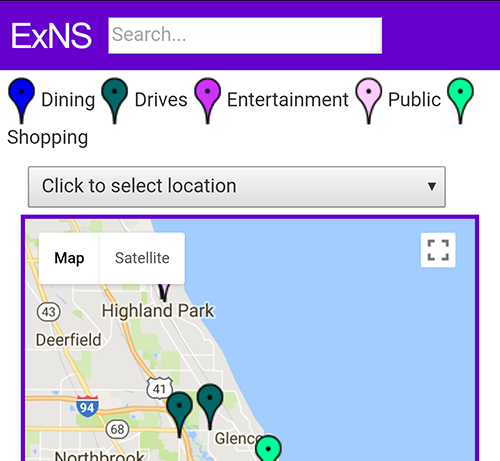 ExNS Search...
Dining Drives Entertainment Public
Shopping
Click to select location
Map Satellite
Highland Park
43
Deerfield
41
94
68
Glenco
Northbrook